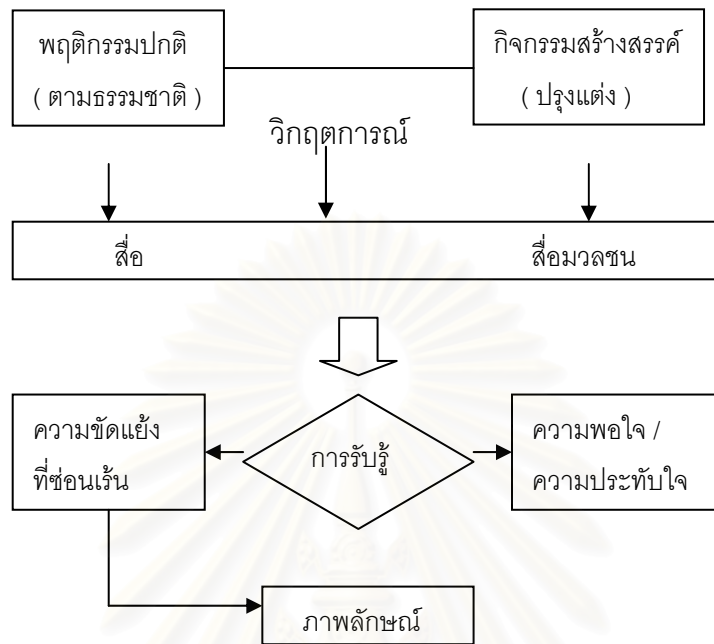 พฤติกรรมปกติ
( ตามธรรมชาติ )
กิจกรรมสร้างสรรค์
( ปรุงแต่ง )
วิกฤตการณ์
สื่อ
สื่อมวลชน
ความขัดแย้ง
ที่ซ่อนเร้น
การรับรู้
ความพอใจ /
ความประทับใจ
ภาพลักษณ์